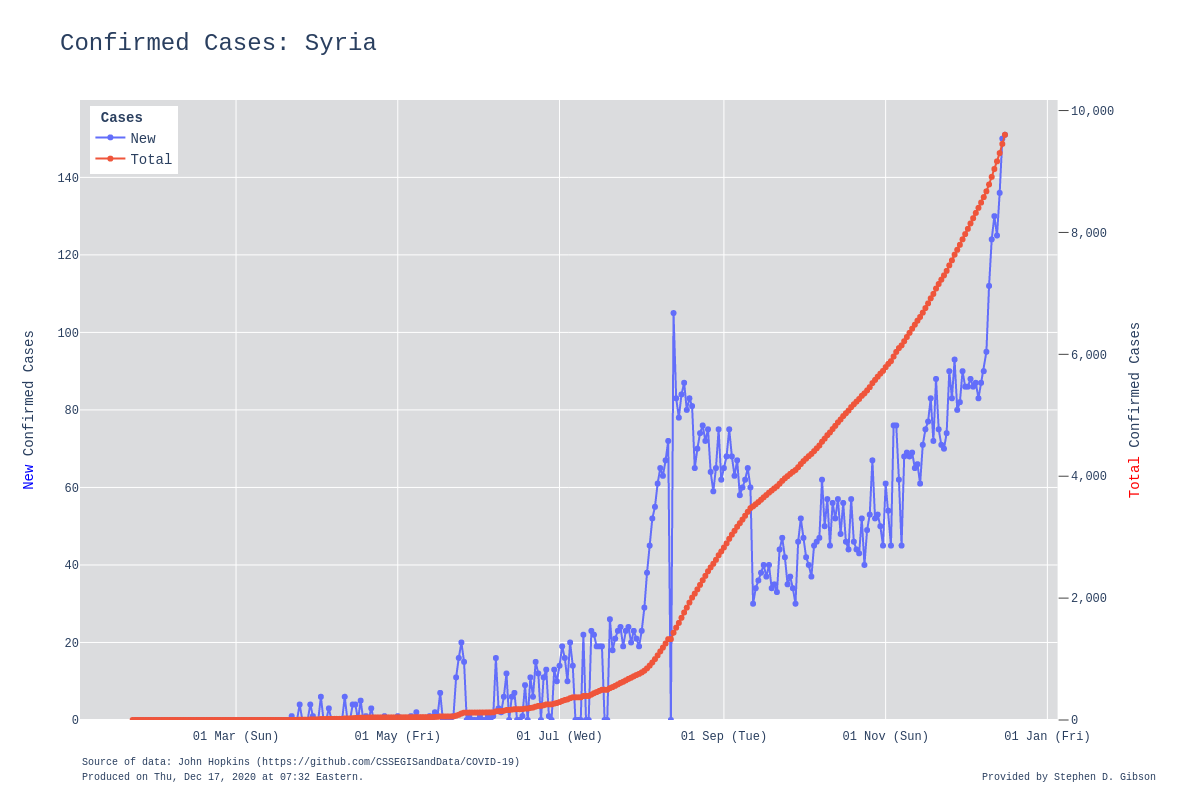 Confirmed Cases: Syria
Cases
New
Total
140
120
100
80
60
40
20
0
New Confirmed Cases
10,000
8,000
6,000
4,000
2,000
0
Total Confirmed Cases
01 Mar (Sun)
01 May (Fri)
01 Jul (Wed)
01 Sep (Tue)
01 Nov (Sun)
01 Jan (Fri)
Source of data: John Hopkins (https://github.com/CSSEGISandData/COVID-19)
Produced on Thu, Dec 17, 2020 at 07:32 Eastern.
Provided by Stephen D. Gibson